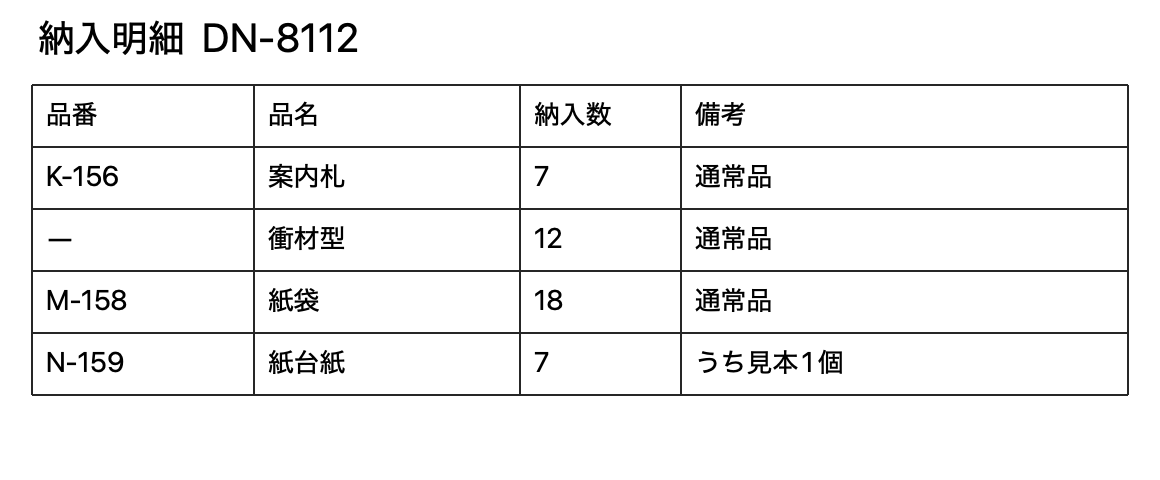 納入明細 DN-8112
品番 品名 納入数 備考
K-156 案内札 7 通常品
— 衝材型 12 通常品
M-158 紙袋 18 通常品
N-159 紙台紙 7 うち見本1個